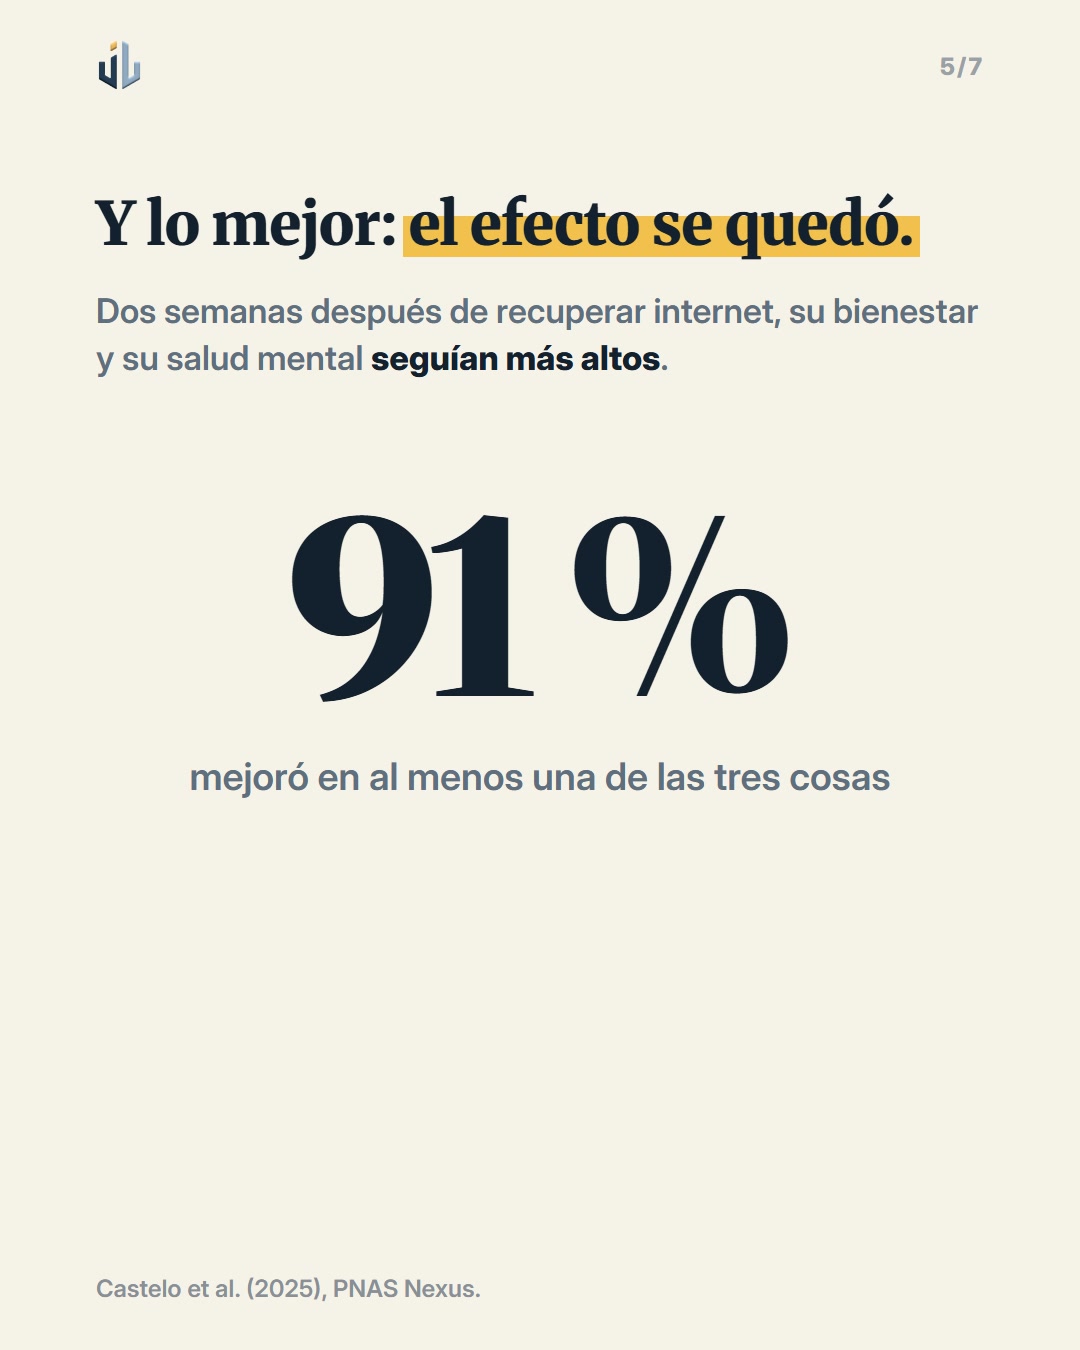 5/7
Y lo mejor: el efecto se quedó.
Dos semanas después de recuperar internet, su bienestar
y su salud mental seguían más altos.
91 %
mejoró en al menos una de las tres cosas
Castelo et al. (2025), PNAS Nexus.